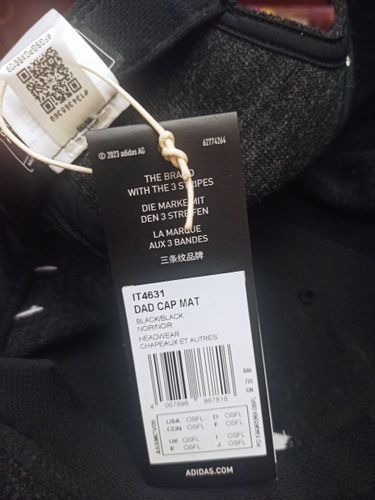 #134368369
© 2023 adidas AG
62774264
THE BRAND
WITH THE 3 STRIPES
DIE MARKE MIT
DEN 3 STREIFEN
LA MARQUE
AUX 3 BANDES
三条纹品牌
IT4631
DAD CAP MAT
BLACK/BLACK
NOIR/NOIR
HEADWEAR
CHAPEAUX ET AUTRES
USA OSFL D OSFL
CDN OSFL F OSFL
UK OSFL I OSFL
E OSFL J OSFL
ADIDAS.COM